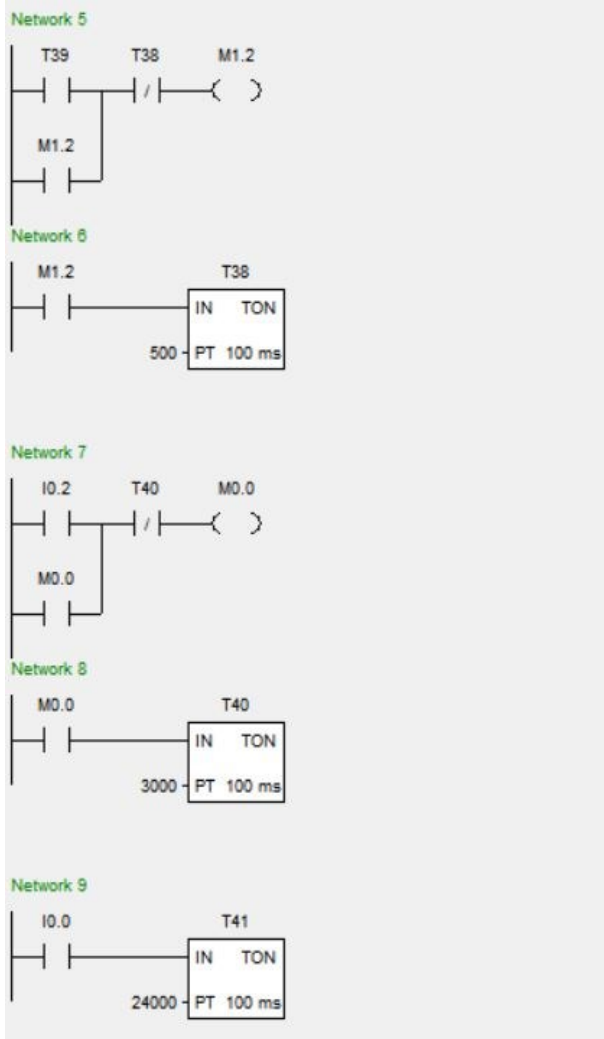 Network 5
T39 T38 M1.2
M1.2
Network 6
M1.2 T38
IN TON
500 PT 100 ms
Network 7
I0.2 T40 M0.0
M0.0
Network 8
M0.0 T40
IN TON
3000 PT 100 ms
Network 9
I0.0 T41
IN TON
24000 PT 100 ms